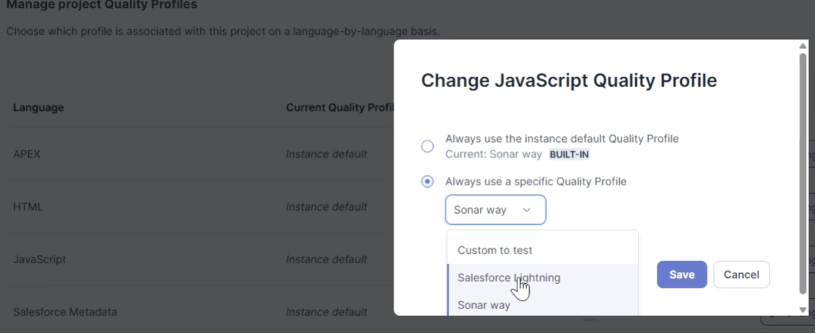 Manage project Quality Profiles
Choose which profile is associated with this project on a language-by-language basis.
Language
Current Quality Profil
APEX
Instance default
HTML
Instance default
JavaScript
Instance default
Salesforce Metadata
Instance default
Change JavaScript Quality Profile
Always use the instance default Quality Profile
Current: Sonar way BUILT-IN
Always use a specific Quality Profile
Sonar way
Custom to test
Salesforce Lightning
Sonar way
Save
Cancel